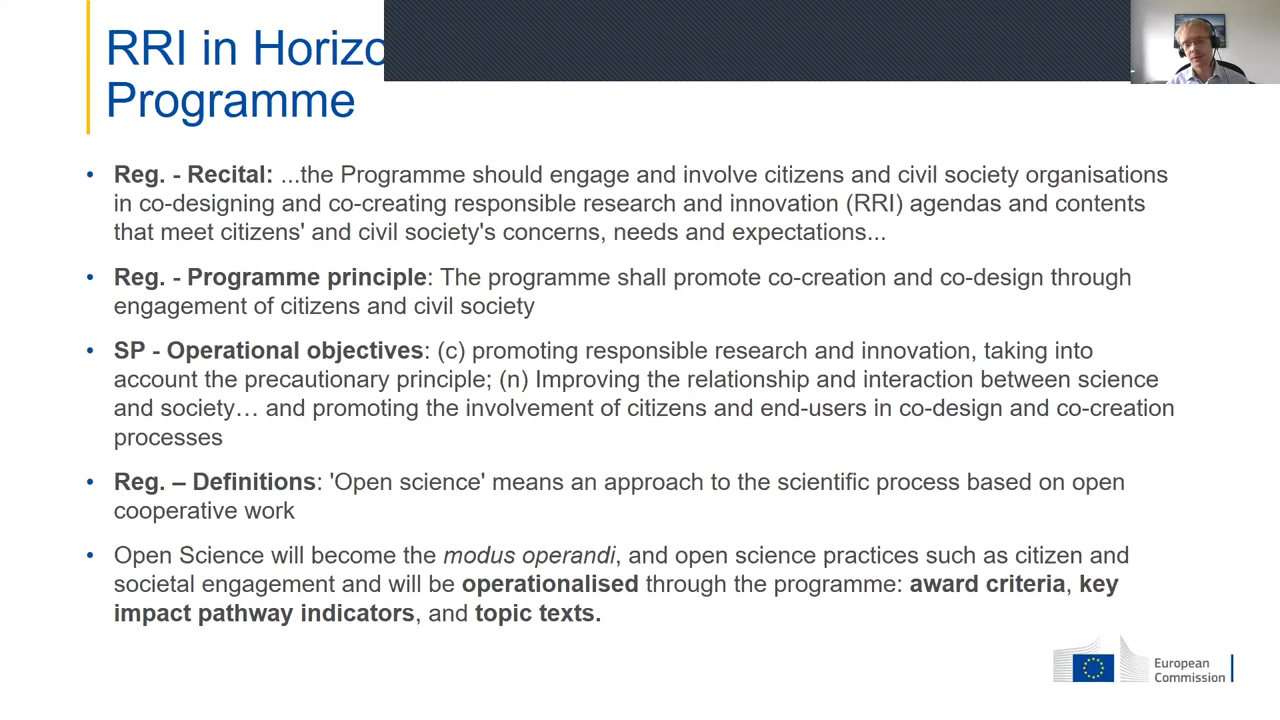 RRI in Horizo
Programme
• Reg. - Recital: ...the Programme should engage and involve citizens and civil society organisations
in co-designing and co-creating responsible research and innovation (RRI) agendas and contents
that meet citizens' and civil society's concerns, needs and expectations...
• Reg. - Programme principle: The programme shall promote co-creation and co-design through
engagement of citizens and civil society
• SP - Operational objectives: (c) promoting responsible research and innovation, taking into
account the precautionary principle; (n) Improving the relationship and interaction between science
and society… and promoting the involvement of citizens and end-users in co-design and co-creation
processes
• Reg. – Definitions: 'Open science' means an approach to the scientific process based on open
cooperative work
• Open Science will become the modus operandi, and open science practices such as citizen and
societal engagement and will be operationalised through the programme: award criteria, key
impact pathway indicators, and topic texts.
European
Commission